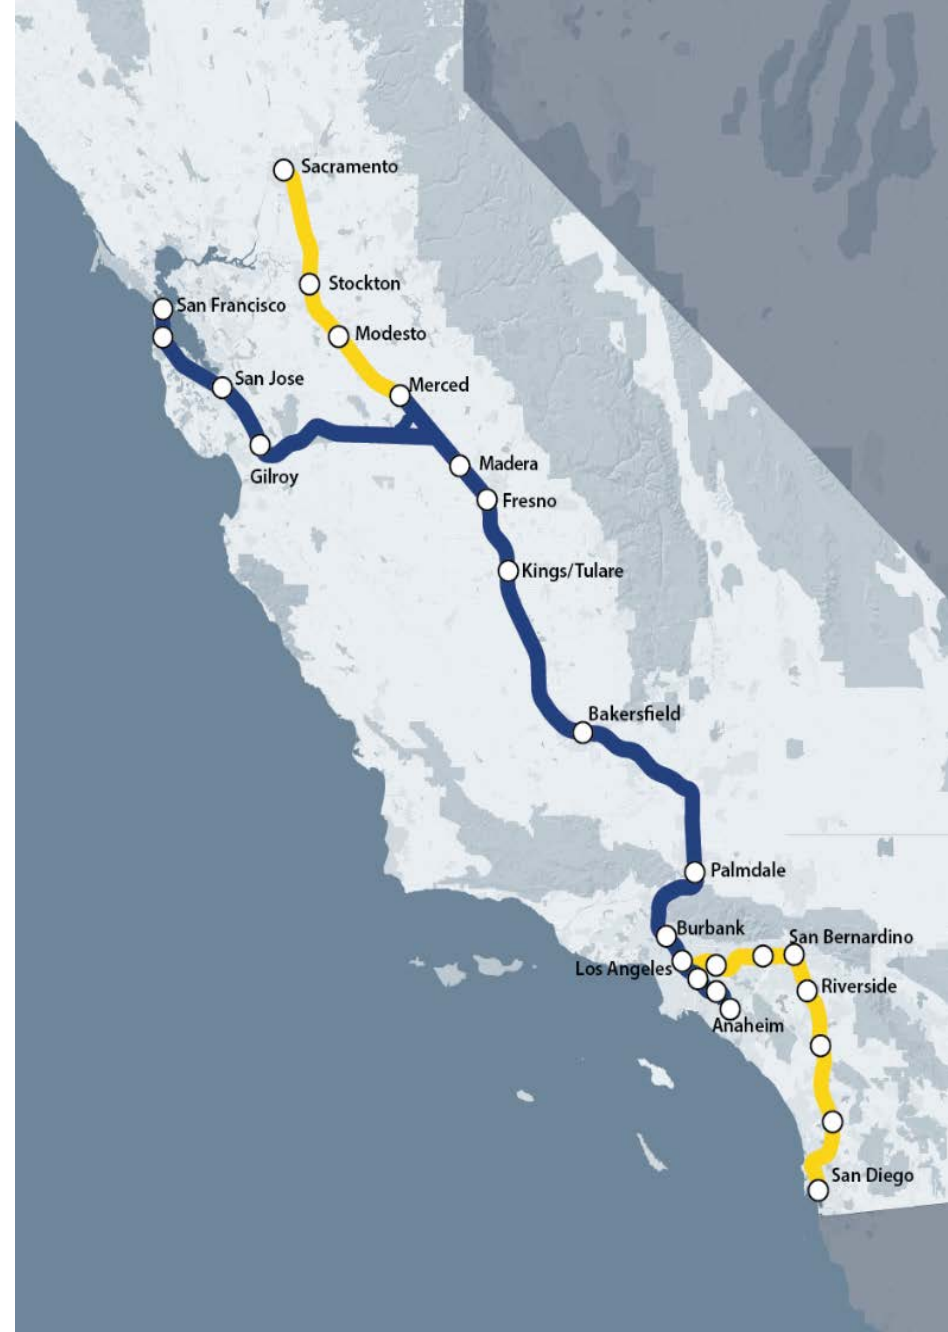 Sacramento
Stockton
San Francisco
Modesto
San Jose
Merced
Gilroy
Madera
Fresno
Kings/Tulare
Bakersfield
Palmdale
Burbank
San Bernardino
Los Angeles
Riverside
Anaheim
San Diego